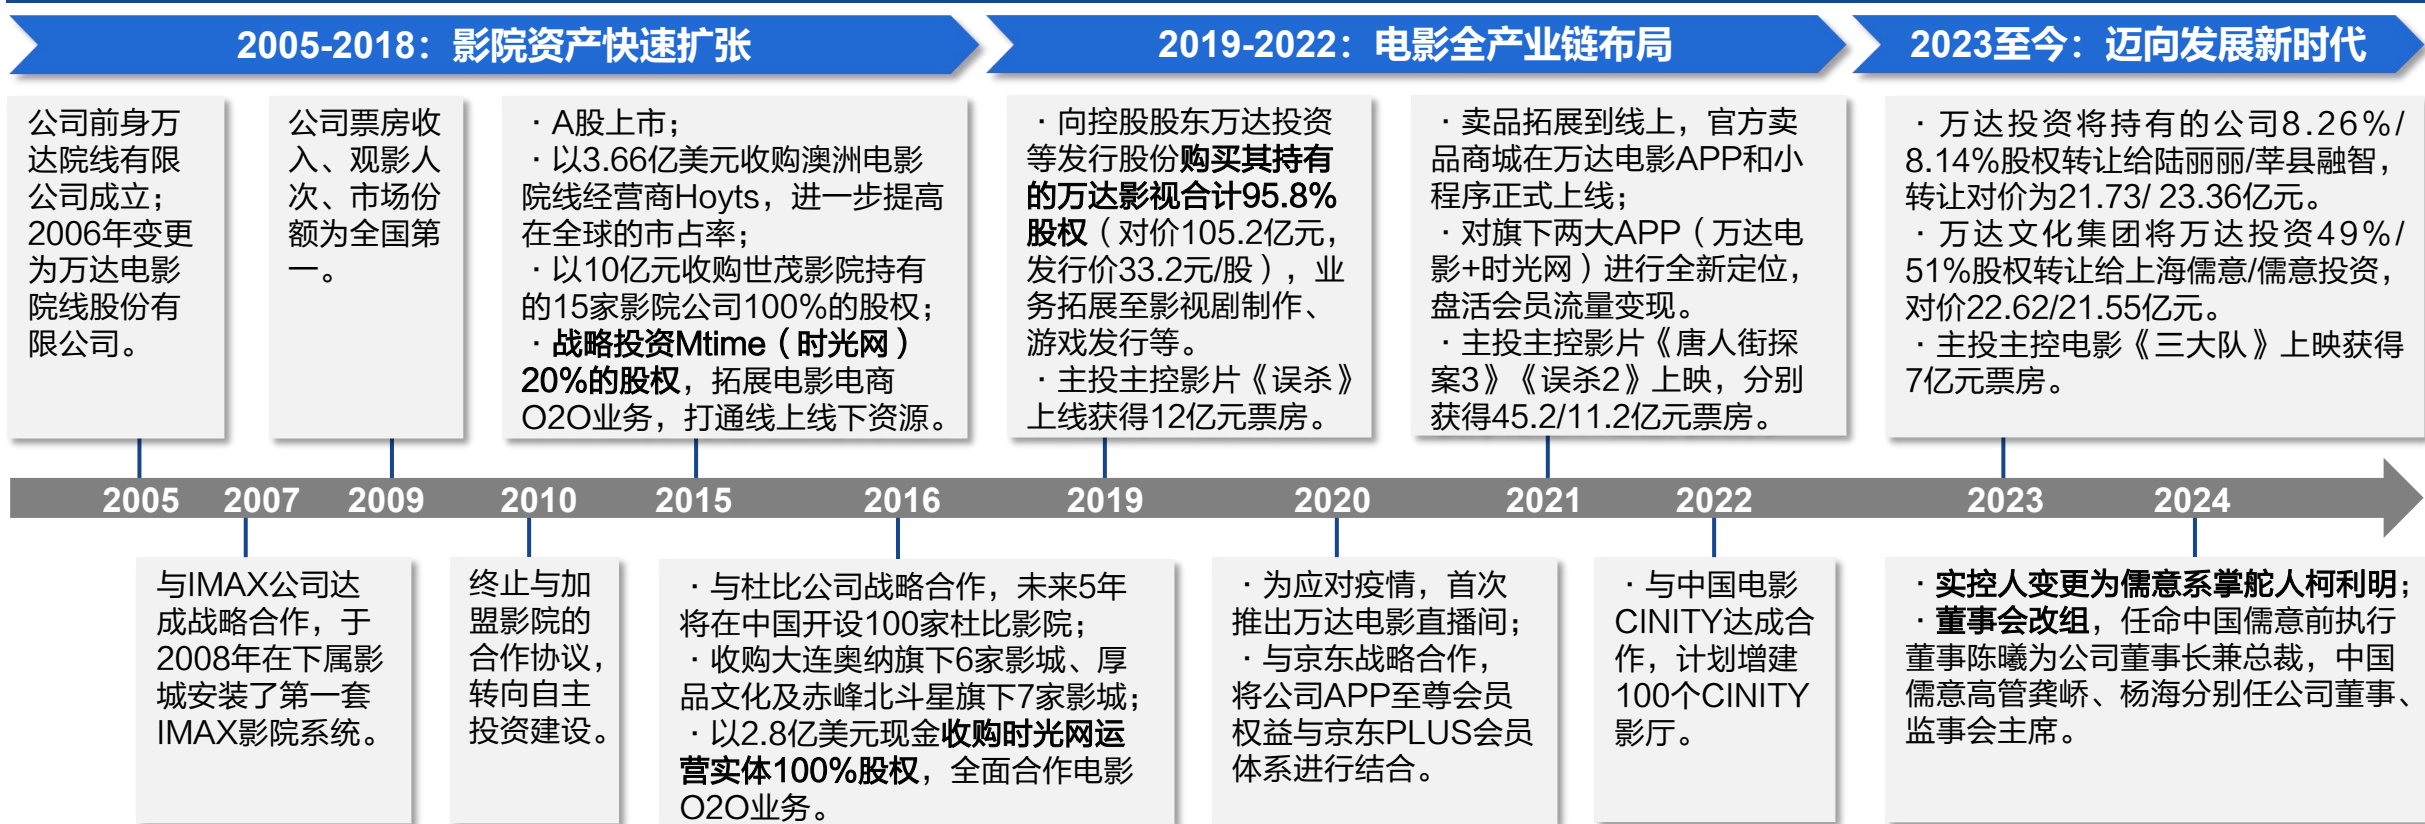 2005-2018：影院资产快速扩张
2019-2022：电影全产业链布局
2023至今：迈向发展新时代
公司前身万
达院线有限
公司成立；
2006年变更
为万达电影
院线股份有
限公司。
公司票房收
入、观影人
次、市场份
额为全国第
一。
· A股上市；
· 以3.66亿美元收购澳洲电影
院线经营商Hoyts，进一步提高
在全球的市占率；
· 以10亿元收购世茂影院持有
的15家影院公司100%的股权；
· 战略投资Mtime（时光网）
20%的股权，拓展电影电商
O2O业务，打通线上线下资源。
· 向控股股东万达投资
等发行股份购买其持有
的万达影视合计95.8%
股权（对价105.2亿元，
发行价33.2元/股），业
务拓展至影视剧制作、
游戏发行等。
· 主投主控影片《误杀》
上线获得12亿元票房。
· 卖品拓展到线上，官方卖
品商城在万达电影APP和小
程序正式上线；
· 对旗下两大APP（万达电
影+时光网）进行全新定位，
盘活会员流量变现。
· 主投主控影片《唐人街探
案3》《误杀2》上映，分别
获得45.2/11.2亿元票房。
· 万达投资将持有的公司8.26%/
8.14%股权转让给陆丽丽/莘县融智，
转让对价为21.73/ 23.36亿元。
· 万达文化集团将万达投资49%/
51%股权转让给上海儒意/儒意投资，
对价22.62/21.55亿元。
· 主投主控电影《三大队》上映获得
7亿元票房。
2005 2007 2009 2010 2015 2016 2019 2020 2021 2022 2023 2024
与IMAX公司达
成战略合作，于
2008年在下属影
城安装了第一套
IMAX影院系统。
终止与加
盟影院的
合作协议，
转向自主
投资建设。
· 与杜比公司战略合作，未来5年
将在中国开设100家杜比影院；
· 收购大连奥纳旗下6家影城、厚
品文化及赤峰北斗星旗下7家影城；
· 以2.8亿美元现金收购时光网运
营实体100%股权，全面合作电影
O2O业务。
· 为应对疫情，首次
推出万达电影直播间；
· 与京东战略合作，
将公司APP至尊会员
权益与京东PLUS会员
体系进行结合。
· 与中国电影
CINITY达成合
作，计划增建
100个CINITY
影厅。
· 实控人变更为儒意系掌舵人柯利明；
· 董事会改组，任命中国儒意前执行
董事陈曦为公司董事长兼总裁，中国
儒意高管龚峤、杨海分别任公司董事、
监事会主席。